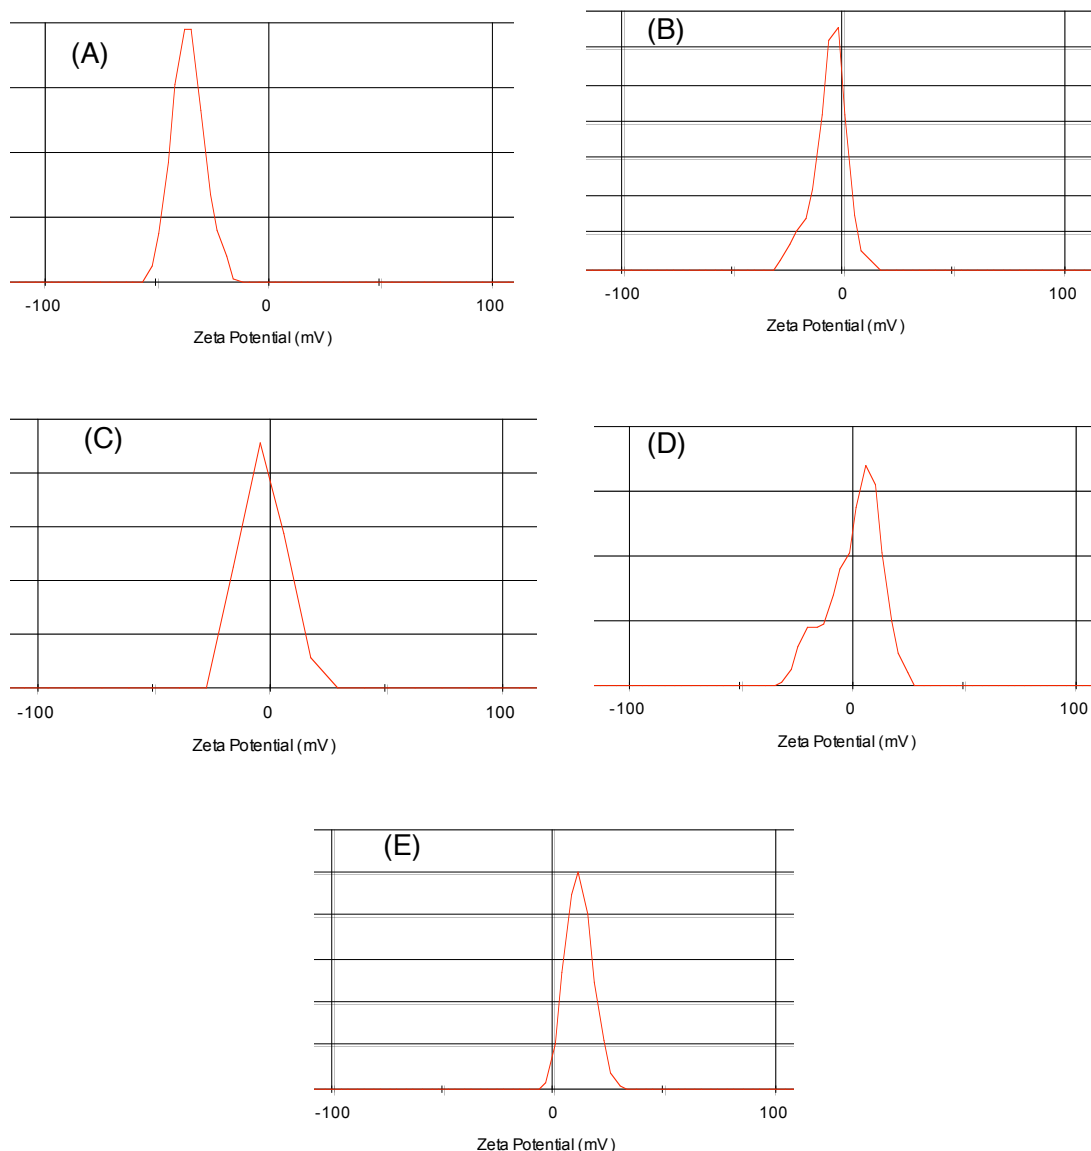 (A)
-100 0 100
Zeta Potential (mV)
(B)
-100 0 100
Zeta Potential (mV)
(C)
-100 0 100
Zeta Potential (mV)
(D)
-100 0 100
Zeta Potential (mV)
(E)
-100 0 100
Zeta Potential (mV)